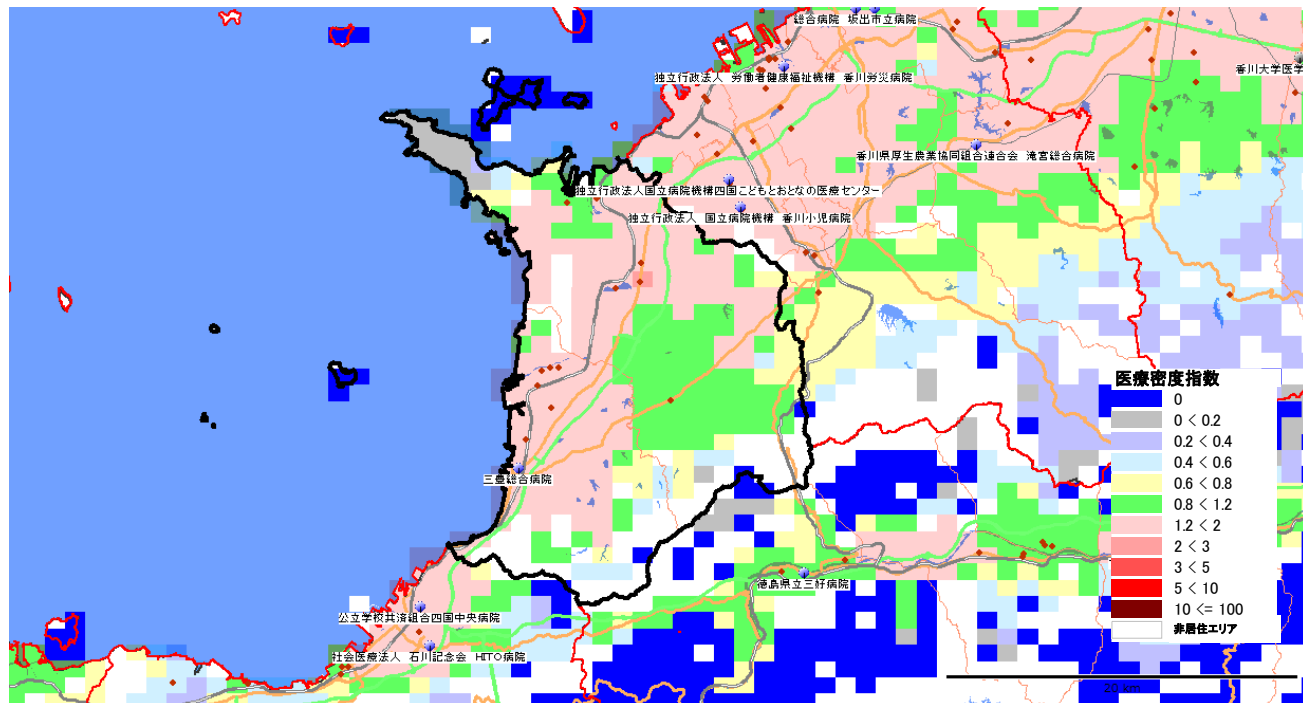 総合病院 坂出市立病院
香川大学医学
独立行政法人 労働者健康福祉機構 香川労災病院
香川県厚生農業協同組合連合会 滝宮総合病院
独立行政法人国立病院機構四国こどもとおとなの医療センター
独立行政法人 国立病院機構 香川小児病院
三豊総合病院
徳島県立三好病院
公立学校共済組合四国中央病院
社会医療法人 石川記念会 HITO病院
医療密度指数
0
0 < 0.2
0.2 < 0.4
0.4 < 0.6
0.6 < 0.8
0.8 < 1.2
1.2 < 2
2 < 3
3 < 5
5 < 10
10 <= 100
非居住エリア
20 km